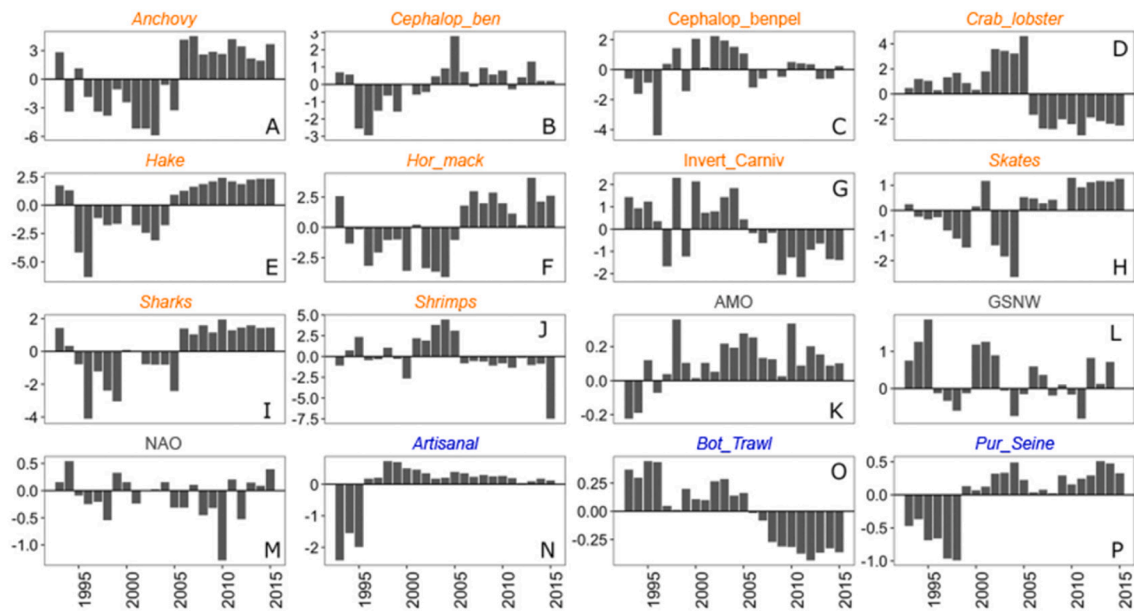 Anchovy Cephalop_ben Cephalop_benpel Crab_lobster
3 0 -3 -6 A
3 2 1 0 -1 -2 -3 B
2 0 -2 -4 C
4 2 0 -2 D
Hake Hor_mack Invert_Carniv Skates
2.5 0.0 -2.5 -5.0 E
2.5 0.0 -2.5 F
2 1 0 -1 -2 G
1 0 -1 -2 H
Sharks Shrimps AMO GSNW
2 0 -2 -4 I
5.0 2.5 0.0 -2.5 -5.0 -7.5 J
0.2 0.0 -0.2 K
1 0 -1 L
NAO Artisanal Bot_Trawl Pur_Seine
0.5 0.0 -0.5 -1.0 M
0 -1 -2 N
0.25 0.00 -0.25 O
0.5 0.0 -0.5 -1.0 P
1995 2000 2005 2010 2015 1995 2000 2005 2010 2015 1995 2000 2005 2010 2015 1995 2000 2005 2010 2015